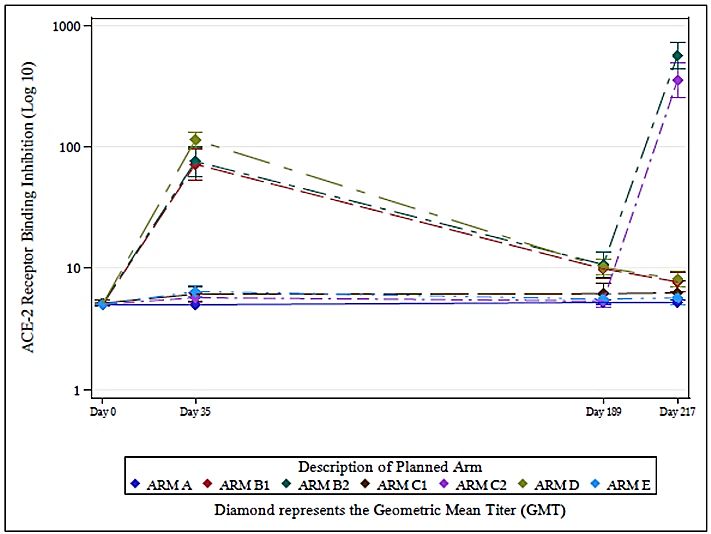 1000
100
10
1
ACE-2 Receptor Binding Inhibition (Log 10)
Day 0 Day 35 Day 189 Day 217
Description of Planned Arm
ARM A ARM B1 ARM B2 ARM C1 ARM C2 ARM D ARM E
Diamond represents the Geometric Mean Titer (GMT)